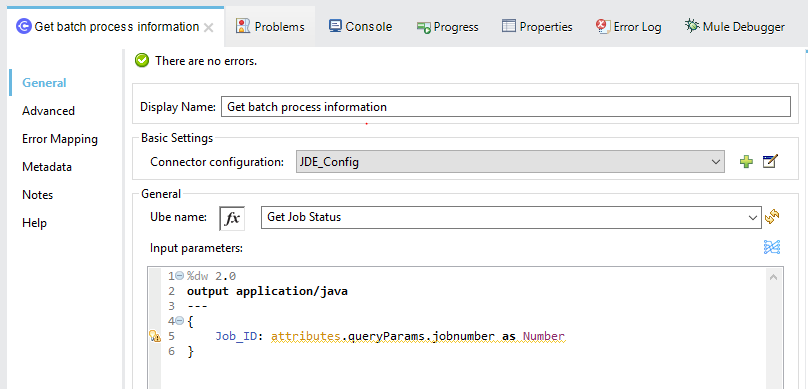 Get batch process information
Problems
Console
Progress
Properties
Error Log
Mule Debugger
There are no errors.
General
Advanced
Error Mapping
Metadata
Notes
Help
Display Name: Get batch process information
Basic Settings
Connector configuration: JDE_Config
General
Ube name: fx Get Job Status
Input parameters:
1 %dw 2.0
2 output application/java
3 ---
4 {
5 Job_ID: attributes.queryParams.jobnumber as Number
6 }